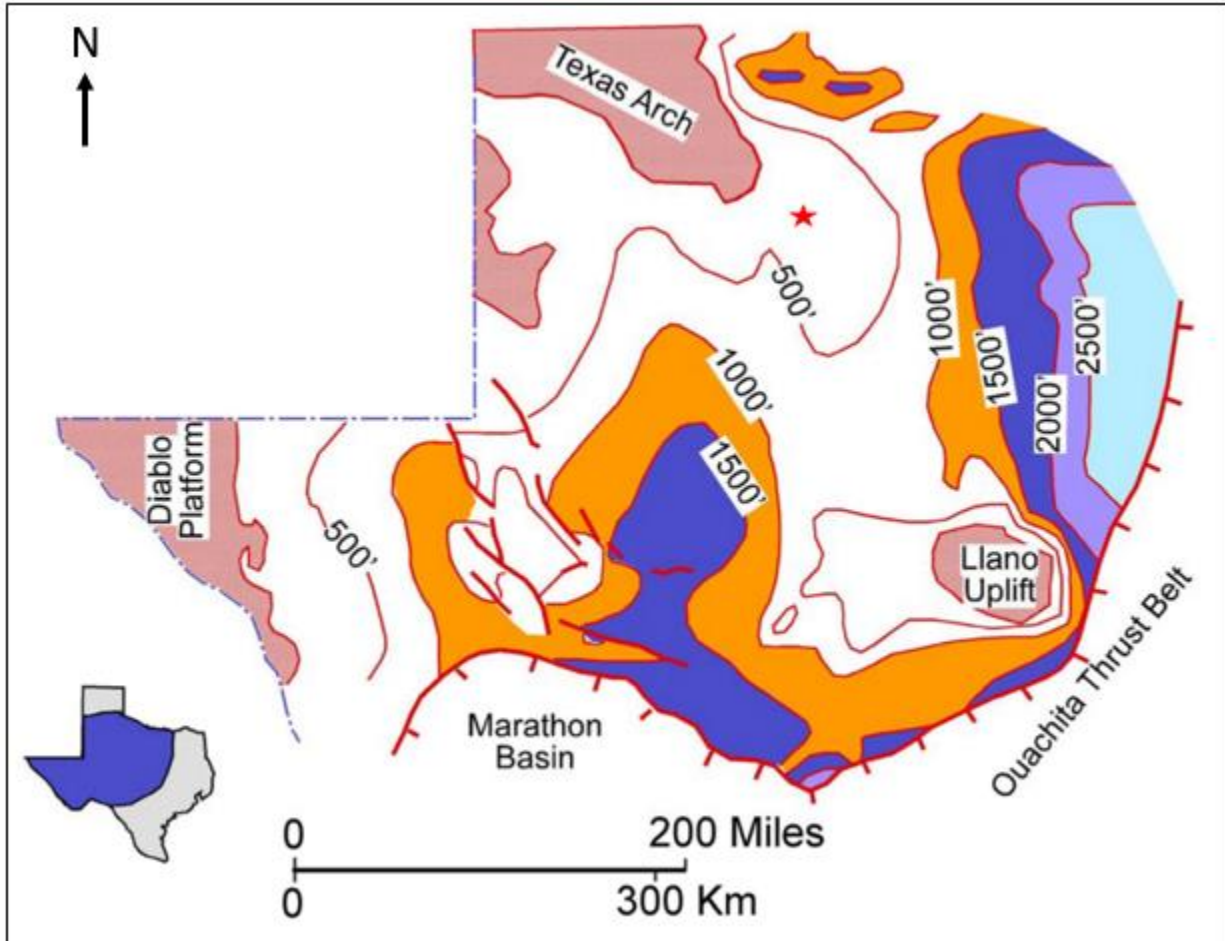 N
Texas Arch
500'
1000'
1500'
2000'
2500'
1000'
1500'
Diablo
Platform
500'
Llano
Uplift
Marathon
Basin
Ouachita Thrust Belt
0
200 Miles
0
300 Km